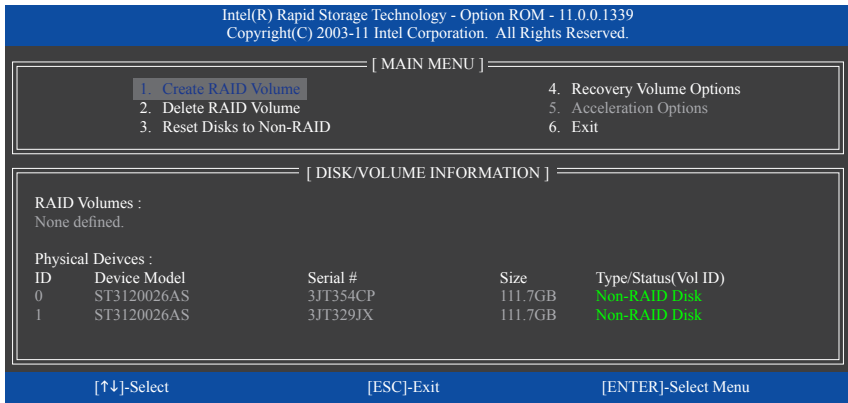 Intel(R) Rapid Storage Technology - Option ROM - 11.0.0.1339
Copyright(C) 2003-11 Intel Corporation. All Rights Reserved.
[ MAIN MENU ]
1. Create RAID Volume
2. Delete RAID Volume
3. Reset Disks to Non-RAID
4. Recovery Volume Options
5. Acceleration Options
6. Exit
[ DISK/VOLUME INFORMATION ]
RAID Volumes :
None defined.
Physical Deivces :
ID Device Model Serial # Size Type/Status(Vol ID)
0 ST3120026AS 3JT354CP 111.7GB Non-RAID Disk
1 ST3120026AS 3JT329JX 111.7GB Non-RAID Disk
[↑↓]-Select [ESC]-Exit [ENTER]-Select Menu